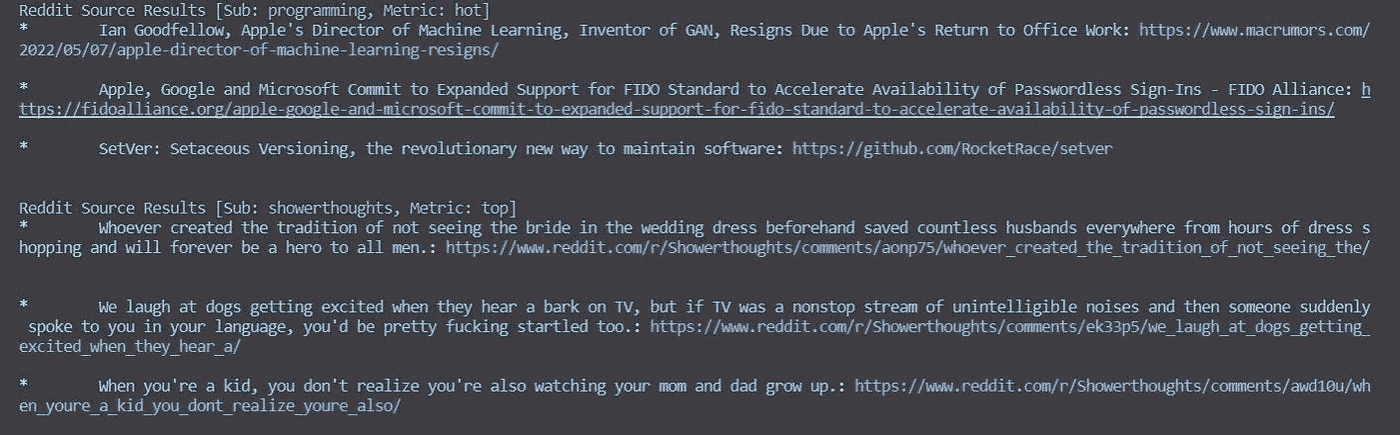 Reddit Source Results [Sub: programming, Metric: hot]
* Ian Goodfellow, Apple's Director of Machine Learning, Inventor of GAN, Resigns Due to Apple's Return to Office Work: https://www.macrumors.com/
2022/05/07/apple-director-of-machine-learning-resigns/
* Apple, Google and Microsoft Commit to Expanded Support for FIDO Standard to Accelerate Availability of Passwordless Sign-Ins - FIDO Alliance: h
ttps://fidoalliance.org/apple-google-and-microsoft-commit-to-expanded-support-for-fido-standard-to-accelerate-availability-of-passwordless-sign-ins/
* SetVer: Setaceous Versioning, the revolutionary new way to maintain software: https://github.com/RocketRace/setver
Reddit Source Results [Sub: showerthoughts, Metric: top]
* Whoever created the tradition of not seeing the bride in the wedding dress beforehand saved countless husbands everywhere from hours of dress s
hopping and will forever be a hero to all men.: https://www.reddit.com/r/Showerthoughts/comments/aonp75/whoever_created_the_tradition_of_not_seeing_the/
* We laugh at dogs getting excited when they hear a bark on TV, but if TV was a nonstop stream of unintelligible noises and then someone suddenly
spoke to you in your language, you'd be pretty fucking startled too.: https://www.reddit.com/r/Showerthoughts/comments/ek33p5/we_laugh_at_dogs_getting_
excited_when_they_hear_a/
* When you're a kid, you don't realize you're also watching your mom and dad grow up.: https://www.reddit.com/r/Showerthoughts/comments/awd10u/wh
en_youre_a_kid_you_dont_realize_youre_also/